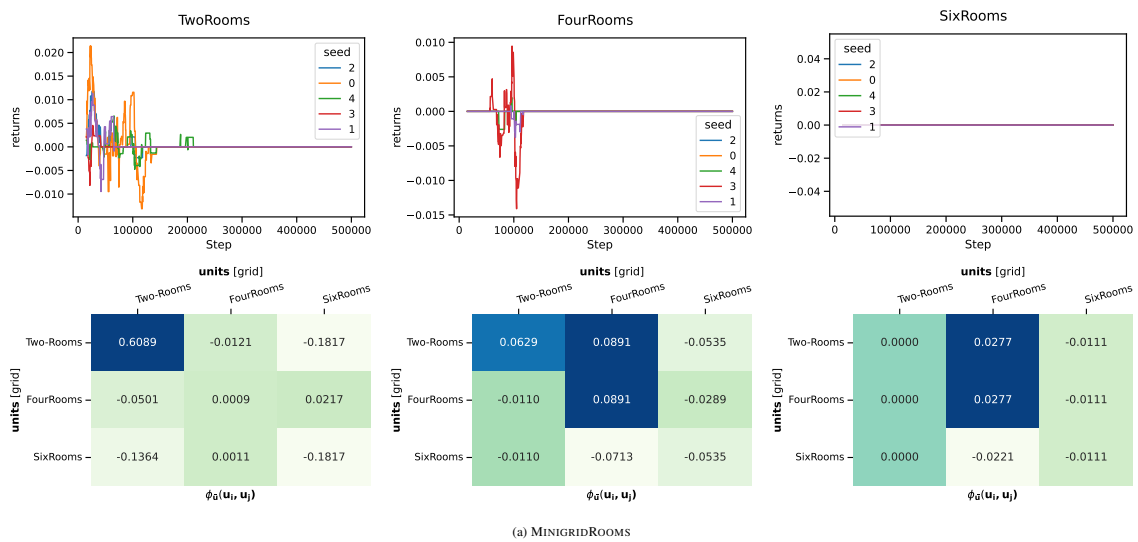 TwoRooms
FourRooms
SixRooms
0.020
0.015
0.010
0.005
0.000
−0.005
−0.010
returns
seed
2
0
4
3
1
0
100000
200000
300000
400000
500000
Step
0.010
0.005
0.000
−0.005
−0.010
−0.015
returns
seed
2
0
4
3
1
0
100000
200000
300000
400000
500000
Step
0.04
0.02
0.00
−0.02
−0.04
returns
seed
2
0
4
3
1
0
100000
200000
300000
400000
500000
Step
units [grid]
Two-Rooms FourRooms SixRooms
units [grid]
Two-Rooms 0.6089 -0.0121 -0.1817
FourRooms -0.0501 0.0009 0.0217
SixRooms -0.1364 0.0011 -0.1817
ϕū(ui, uj)
units [grid]
Two-Rooms FourRooms SixRooms
units [grid]
Two-Rooms 0.0629 0.0891 -0.0535
FourRooms -0.0110 0.0891 -0.0289
SixRooms -0.0110 -0.0713 -0.0535
ϕū(ui, uj)
units [grid]
Two-Rooms FourRooms SixRooms
units [grid]
Two-Rooms 0.0000 0.0277 -0.0111
FourRooms 0.0000 0.0277 -0.0111
SixRooms 0.0000 -0.0221 -0.0111
ϕū(ui, uj)
(a) MINIGRIDROOMS